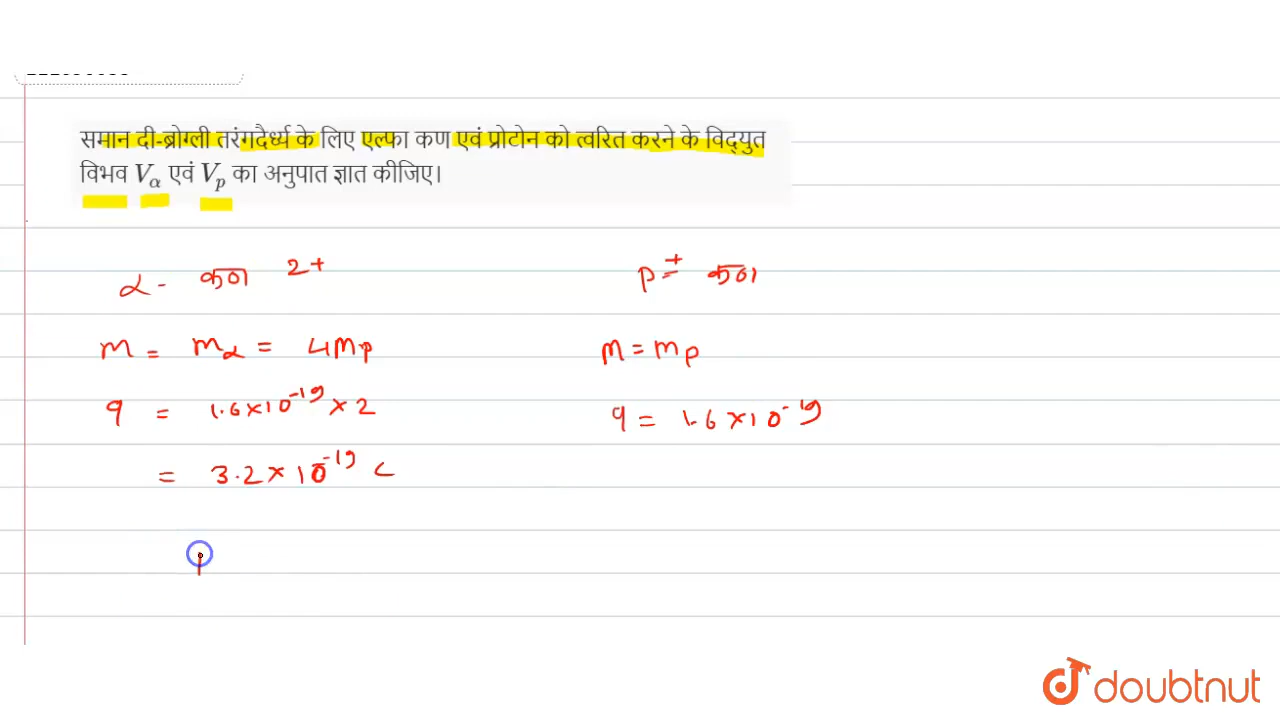 समान दी-ब्रोग्ली तरंगदैर्ध्य के लिए एल्फा कण एवं प्रोटोन को त्वरित करने के विद्युत
विभव Vα एवं Vp का अनुपात ज्ञात कीजिए।
α - कण 2+
p+ कण
m = mα = 4mp
m = mp
q = 1.6×10⁻¹⁹ × 2
q = 1.6×10⁻¹⁹
= 3.2×10⁻¹⁹ C
doubtnut